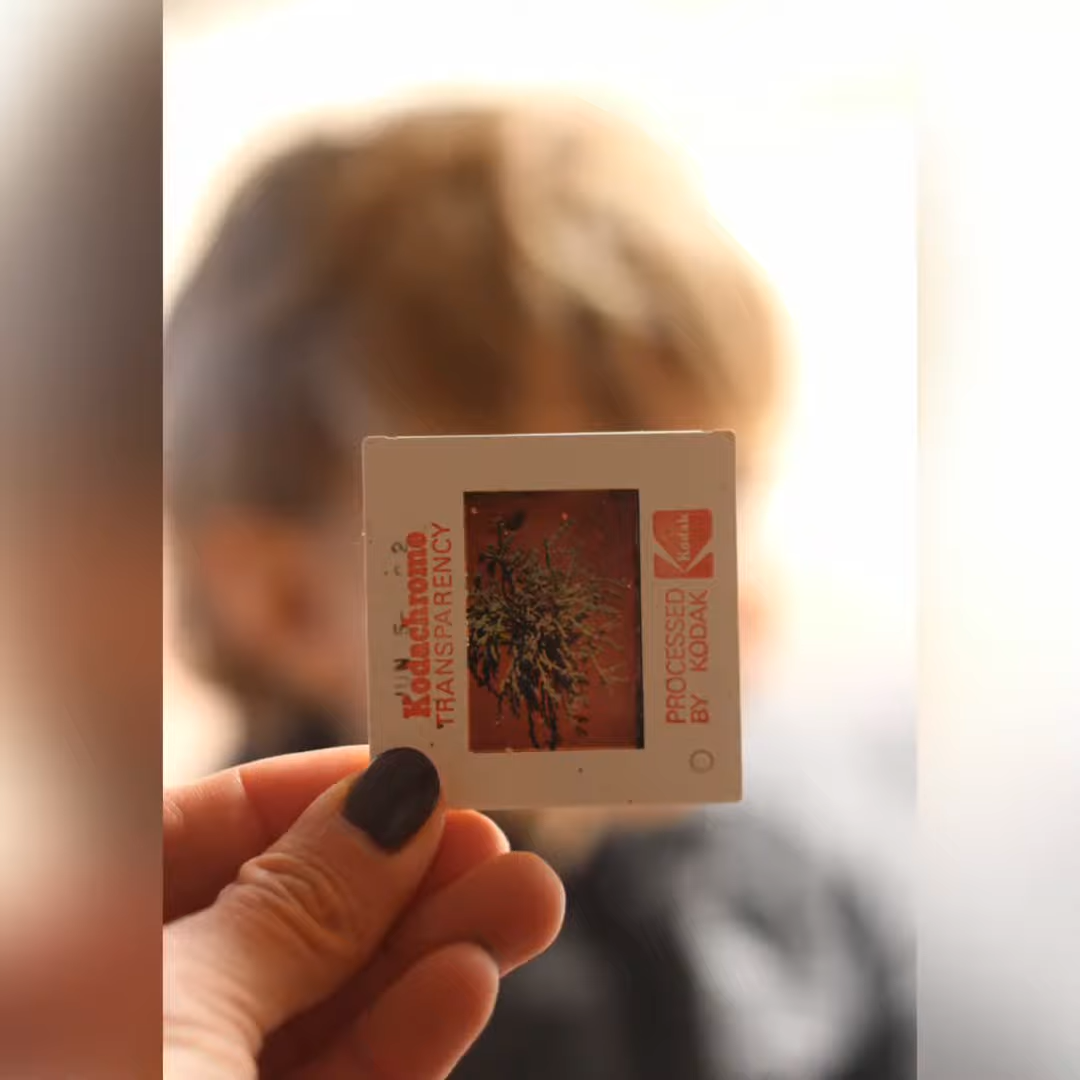 Kodachrome
TRANSPARENCY
Kodak
PROCESSED
BY KODAK